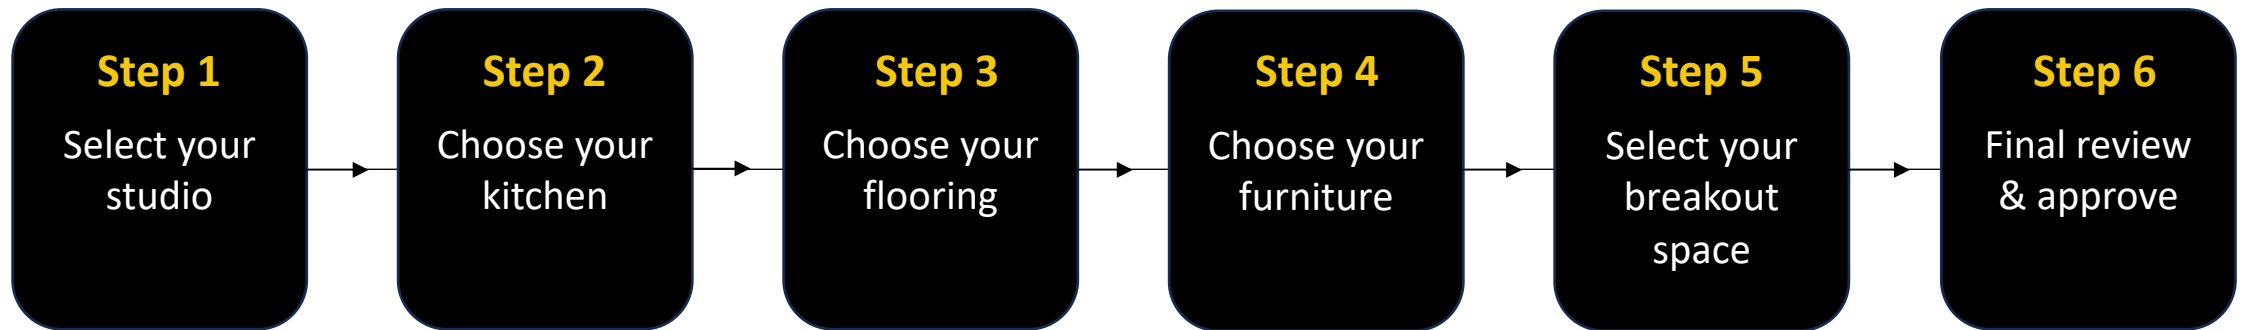 Step 1
Select your
studio
Step 2
Choose your
kitchen
Step 3
Choose your
flooring
Step 4
Choose your
furniture
Step 5
Select your
breakout
space
Step 6
Final review
& approve